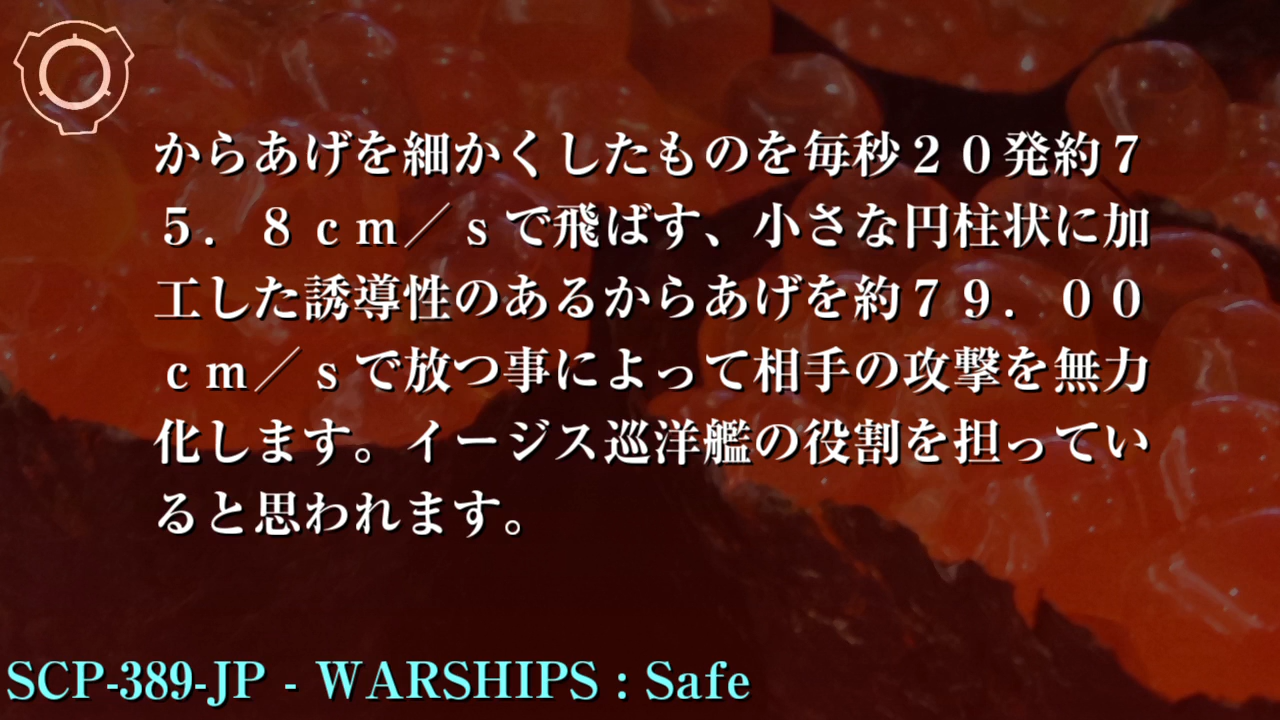 からあげを細かくしたものを毎秒２０発約７
５．８ｃｍ／ｓで飛ばす、小さな円柱状に加
工した誘導性のあるからあげを約７９．００
ｃｍ／ｓで放つ事によって相手の攻撃を無力
化します。イージス巡洋艦の役割を担ってい
ると思われます。
SCP-389-JP - WARSHIPS : Safe